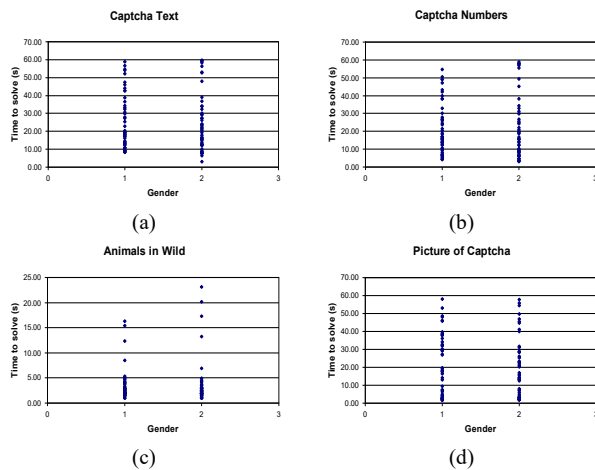 Captcha Text
70.00
60.00
50.00
40.00
30.00
20.00
10.00
0.00
Time to solve (s)
0 1 2 3
Gender
(a)
Captcha Numbers
70.00
60.00
50.00
40.00
30.00
20.00
10.00
0.00
Time to solve (s)
0 1 2 3
Gender
(b)
Animals in Wild
25.00
20.00
15.00
10.00
5.00
0.00
Time to solve (s)
0 1 2 3
Gender
(c)
Picture of Captcha
70.00
60.00
50.00
40.00
30.00
20.00
10.00
0.00
Time to solve (s)
0 1 2 3
Gender
(d)